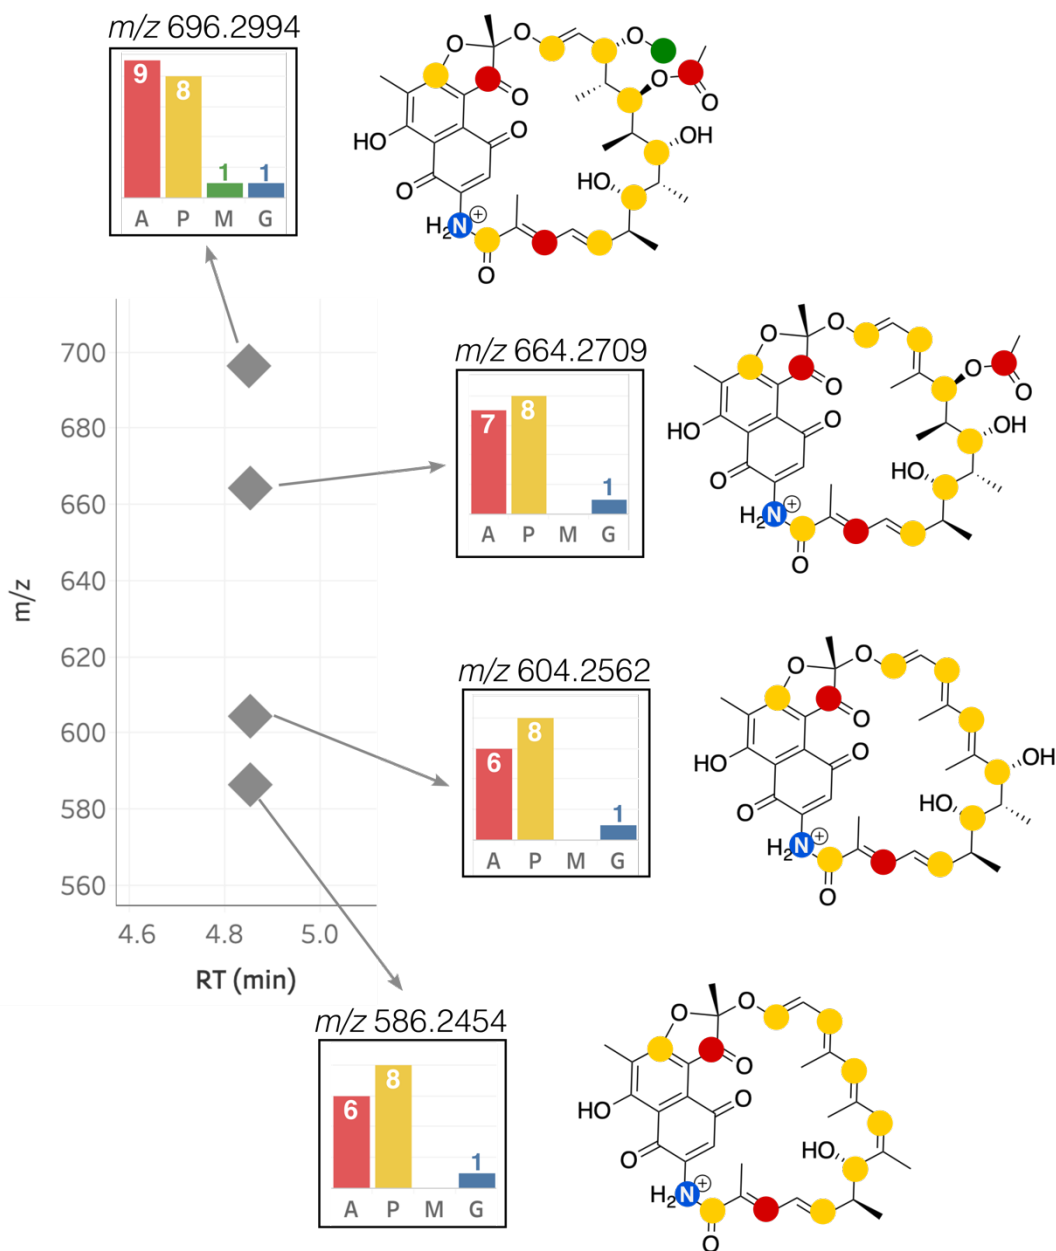 m/z 696.2994
9
8
1
1
A P M G
O
O
O
O
O
O
O
HO
OH
HO
O
H2N
+
O
m/z 664.2709
7
8
1
A P M G
O
O
O
O
O
O
HO
OH
HO
O
H2N
+
O
m/z 604.2562
6
8
1
A P M G
O
O
O
O
HO
OH
HO
O
H2N
+
O
m/z 586.2454
6
8
1
A P M G
O
O
O
O
HO
HO
O
H2N
+
O
m/z
700
680
660
640
620
600
580
560
4.6 4.8 5.0
RT (min)